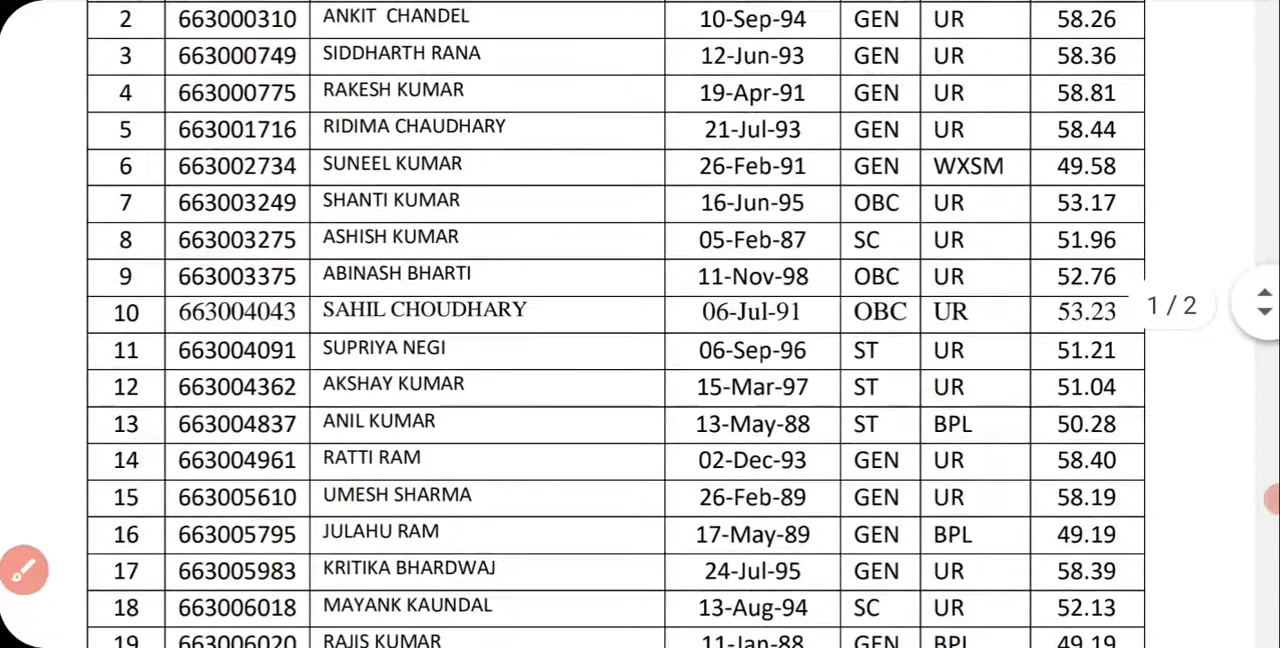 2 663000310 ANKIT CHANDEL 10-Sep-94 GEN UR 58.26
3 663000749 SIDDHARTH RANA 12-Jun-93 GEN UR 58.36
4 663000775 RAKESH KUMAR 19-Apr-91 GEN UR 58.81
5 663001716 RIDIMA CHAUDHARY 21-Jul-93 GEN UR 58.44
6 663002734 SUNEEL KUMAR 26-Feb-91 GEN WXSM 49.58
7 663003249 SHANTI KUMAR 16-Jun-95 OBC UR 53.17
8 663003275 ASHISH KUMAR 05-Feb-87 SC UR 51.96
9 663003375 ABINASH BHARTI 11-Nov-98 OBC UR 52.76
10 663004043 SAHIL CHOUDHARY 06-Jul-91 OBC UR 53.23 1 / 2
11 663004091 SUPRIYA NEGI 06-Sep-96 ST UR 51.21
12 663004362 AKSHAY KUMAR 15-Mar-97 ST UR 51.04
13 663004837 ANIL KUMAR 13-May-88 ST BPL 50.28
14 663004961 RATTI RAM 02-Dec-93 GEN UR 58.40
15 663005610 UMESH SHARMA 26-Feb-89 GEN UR 58.19
16 663005795 JULAHU RAM 17-May-89 GEN BPL 49.19
17 663005983 KRITIKA BHARDWAJ 24-Jul-95 GEN UR 58.39
18 663006018 MAYANK KAUNDAL 13-Aug-94 SC UR 52.13
19 663006020 RAJIS KUMAR 11-Jan-88 GEN BPL 49.19